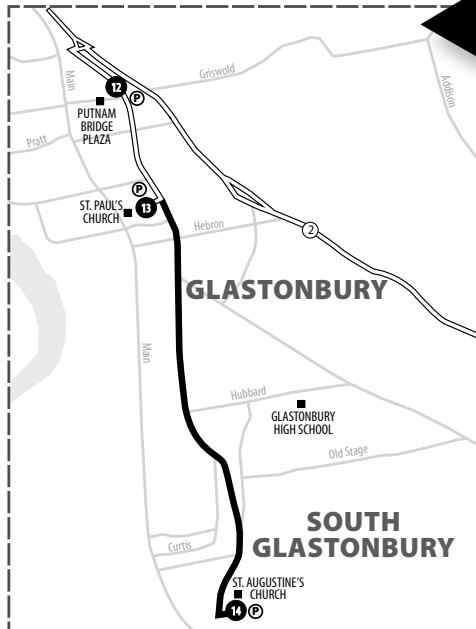 Main
Griswold
Addison
12
P
PUTNAM
BRIDGE
PLAZA
Pratt
P
ST. PAUL'S
CHURCH
13
Hebron
2
GLASTONBURY
Main
Hubbard
GLASTONBURY
HIGH SCHOOL
Old Stage
SOUTH
GLASTONBURY
Curtis
ST. AUGUSTINE'S
CHURCH
14
P